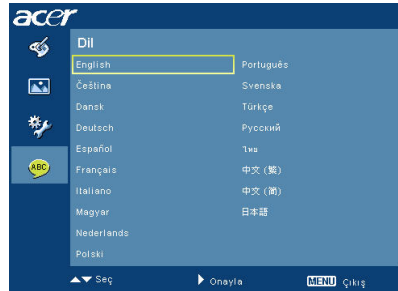 acer
Dil
English
Čeština
Dansk
Deutsch
Español
Français
Italiano
Magyar
Nederlands
Polski
Português
Svenska
Türkçe
Русский
ไทย
中文 (繁)
中文 (简)
日本語
ABC
▲▼ Seç
▶ Onayla
MENU Çıkış